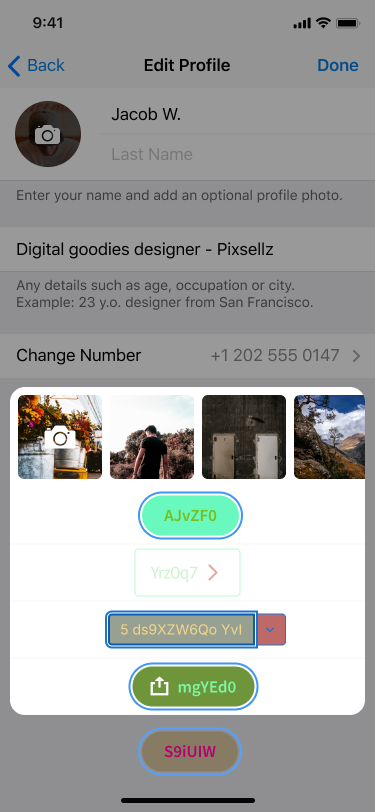 9:41
Back
Edit Profile
Done
Jacob W.
Last Name
Enter your name and add an optional profile photo.
Digital goodies designer - Pixsellz
Any details such as age, occupation or city.
Example: 23 y.o. designer from San Francisco.
Change Number
+1 202 555 0147
AJvZF0
Yrz0q7
5 ds9XZW6Qo YvI
mgYEd0
S9iUIW